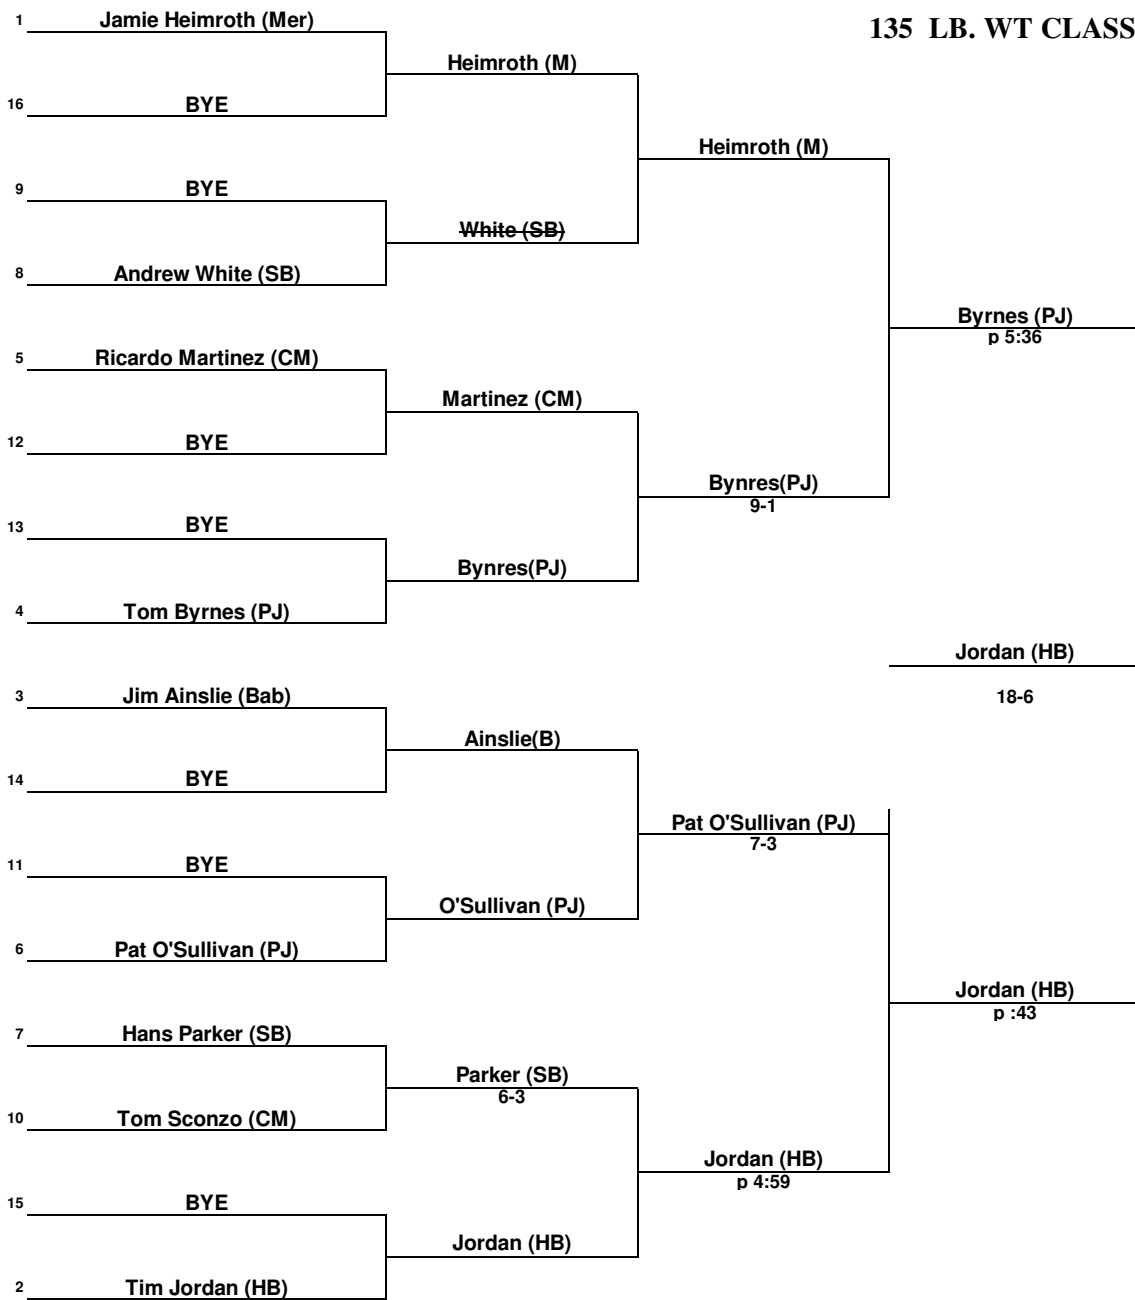 135 LB. WT CLASS
1 Jamie Heimroth (Mer)
Heimroth (M)
16 BYE
Heimroth (M)
9 BYE
White (SB)
8 Andrew White (SB)
Byrnes (PJ)
p 5:36
5 Ricardo Martinez (CM)
Martinez (CM)
12 BYE
Bynres(PJ)
9-1
13 BYE
Bynres(PJ)
4 Tom Byrnes (PJ)
Jordan (HB)
18-6
3 Jim Ainslie (Bab)
Ainslie(B)
14 BYE
Pat O'Sullivan (PJ)
7-3
11 BYE
O'Sullivan (PJ)
6 Pat O'Sullivan (PJ)
Jordan (HB)
p :43
7 Hans Parker (SB)
Parker (SB)
6-3
10 Tom Sconzo (CM)
Jordan (HB)
p 4:59
15 BYE
Jordan (HB)
2 Tim Jordan (HB)